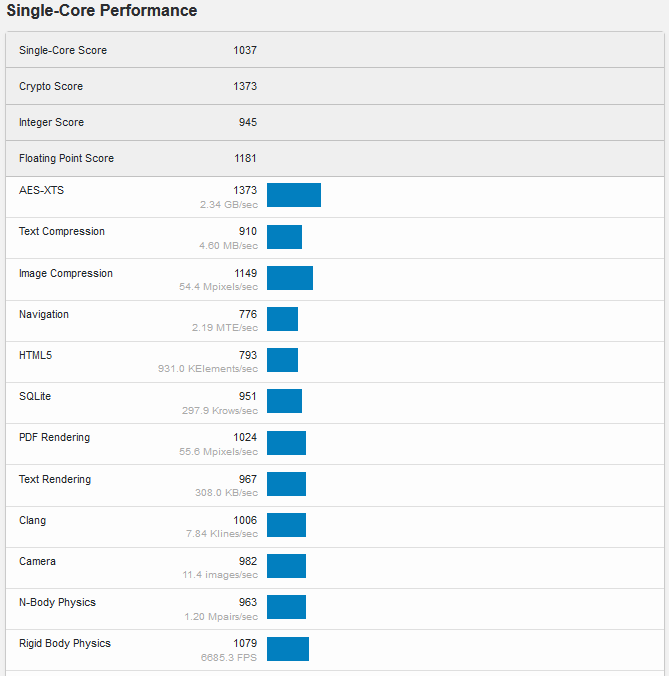 Single-Core Performance
Single-Core Score 1037
Crypto Score 1373
Integer Score 945
Floating Point Score 1181
AES-XTS 1373
2.34 GB/sec
Text Compression 910
4.60 MB/sec
Image Compression 1149
54.4 Mpixels/sec
Navigation 776
2.19 MTE/sec
HTML5 793
931.0 KElements/sec
SQLite 951
297.9 Krows/sec
PDF Rendering 1024
55.6 Mpixels/sec
Text Rendering 967
308.0 KB/sec
Clang 1006
7.84 Klines/sec
Camera 982
11.4 images/sec
N-Body Physics 963
1.20 Mpairs/sec
Rigid Body Physics 1079
6685.3 FPS